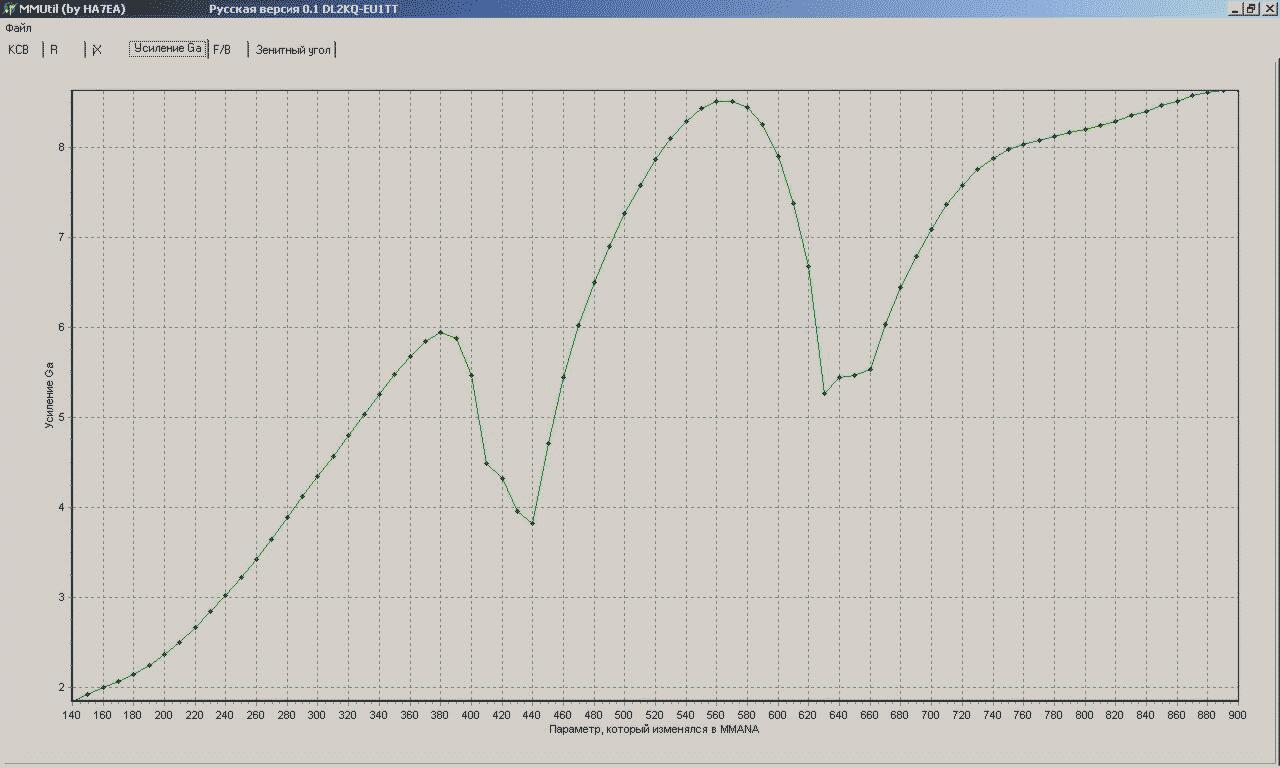 MMUtil (by HA7EA) Русская версия 0.1 DL2KQ-EU1TT
Файл
КСВ R jX Усиление Ga F/B Зенитный угол
8
7
6
5
4
3
2
Усиление Ga
140 160 180 200 220 240 260 280 300 320 340 360 380 400 420 440 460 480 500 520 540 560 580 600 620 640 660 680 700 720 740 760 780 800 820 840 860 880 900
Параметр, который изменялся в MMANA